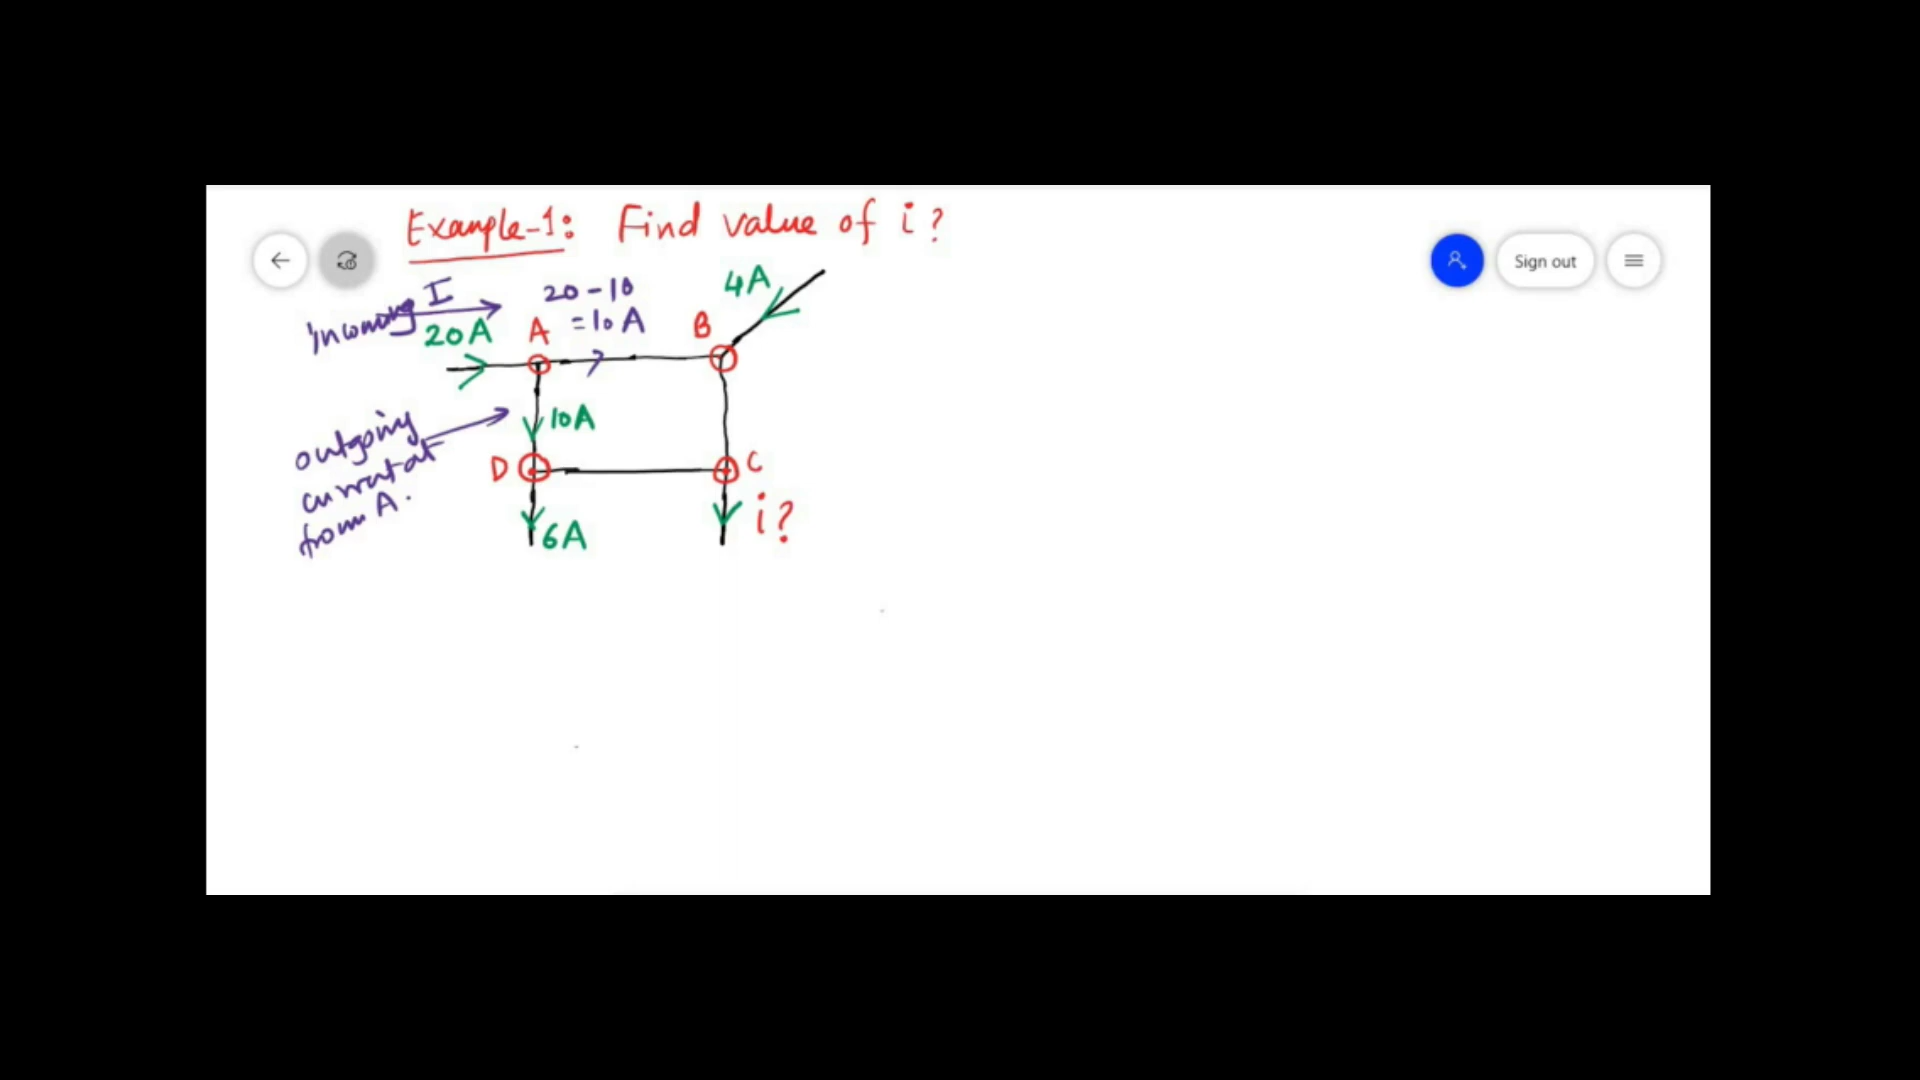 Example-1: Find value of i?
Sign out
incoming I
20A
A
20-10
=10A
B
4A
outgoing
current at
from A.
10A
D
C
6A
i?